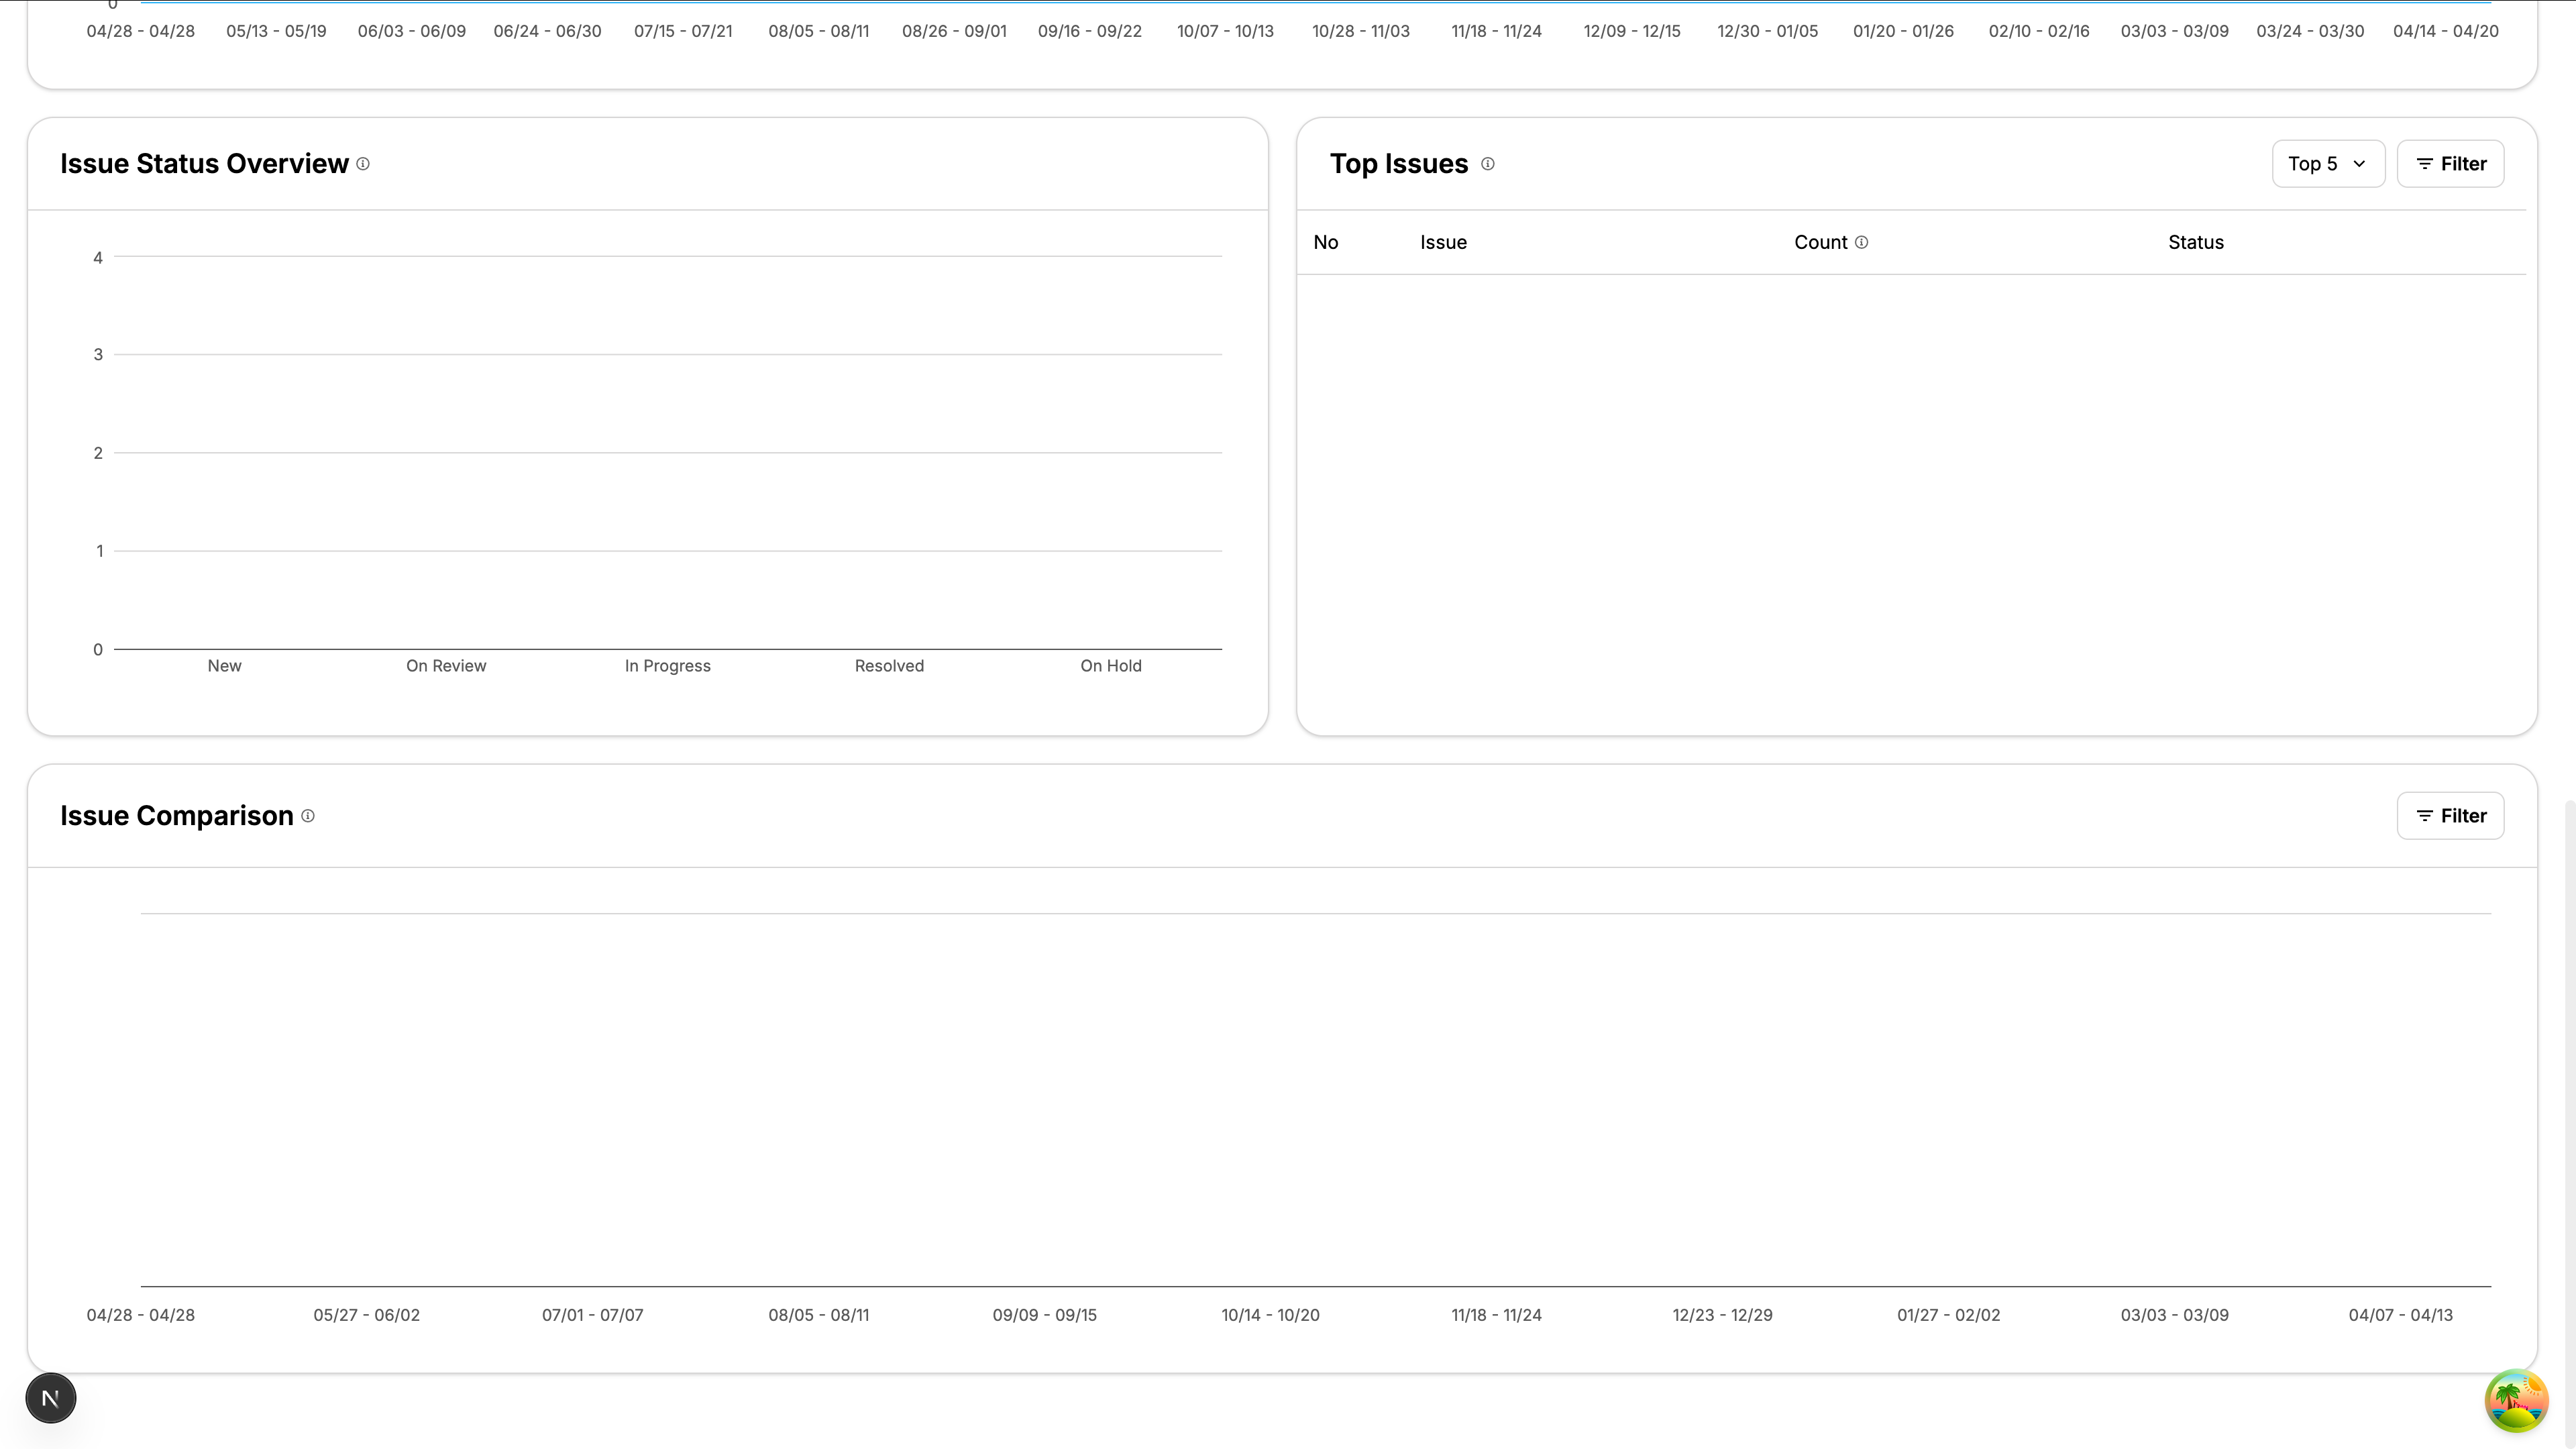 0
04/28 - 04/28 05/13 - 05/19 06/03 - 06/09 06/24 - 06/30 07/15 - 07/21 08/05 - 08/11 08/26 - 09/01 09/16 - 09/22 10/07 - 10/13 10/28 - 11/03 11/18 - 11/24 12/09 - 12/15 12/30 - 01/05 01/20 - 01/26 02/10 - 02/16 03/03 - 03/09 03/24 - 03/30 04/14 - 04/20
Issue Status Overview
4
3
2
1
0
New On Review In Progress Resolved On Hold
Top Issues Top 5 Filter
No Issue Count Status
Issue Comparison Filter
04/28 - 04/28 05/27 - 06/02 07/01 - 07/07 08/05 - 08/11 09/09 - 09/15 10/14 - 10/20 11/18 - 11/24 12/23 - 12/29 01/27 - 02/02 03/03 - 03/09 04/07 - 04/13
N